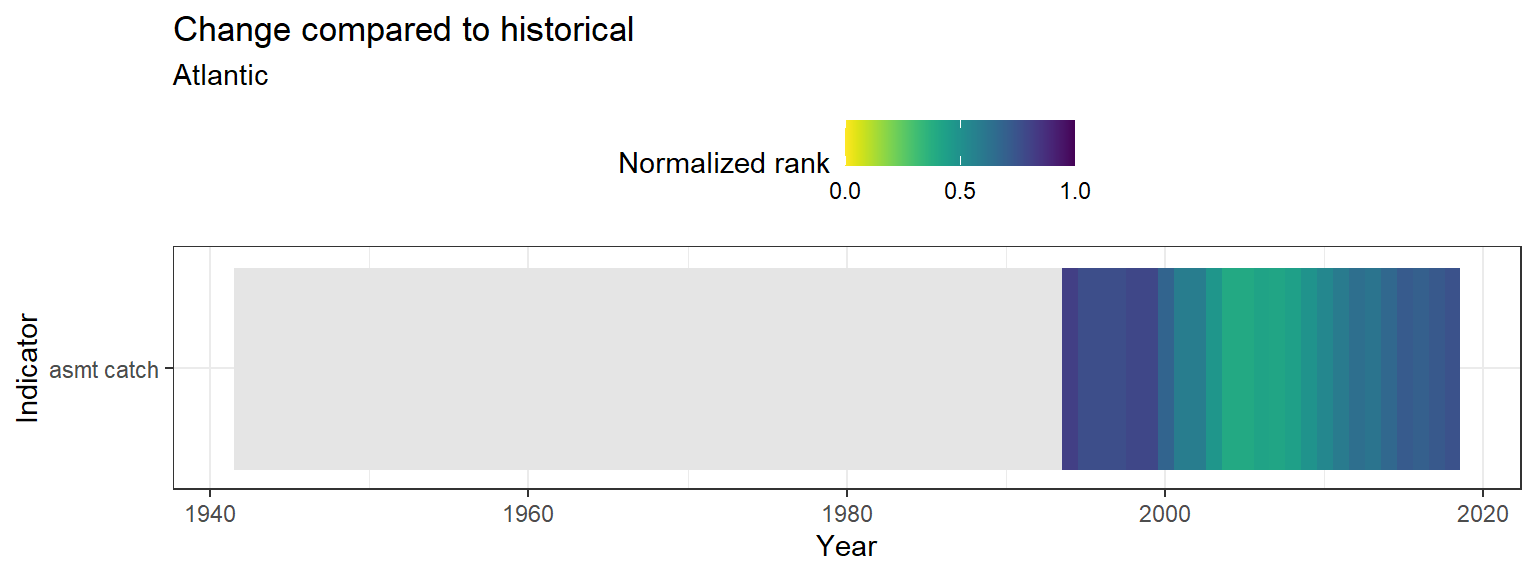 Change compared to historical
Atlantic
Normalized rank
0.0 0.5 1.0
Indicator
asmt catch
1940 1960 1980 2000 2020
Year